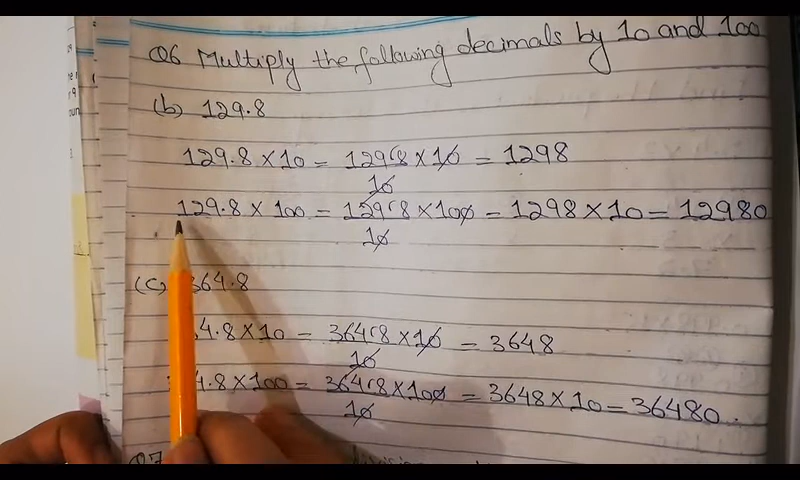 Q6 Multiply the following decimals by 10 and 100
(b) 129.8
129.8 × 10 = 1298 × 10 / 10 = 1298
129.8 × 100 = 1298 × 100 / 10 = 1298 × 10 = 12980
(c) 364.8
4.8 × 10 = 3648 × 10 / 10 = 3648
4.8 × 100 = 3648 × 100 / 10 = 3648 × 10 = 36480.
Q7